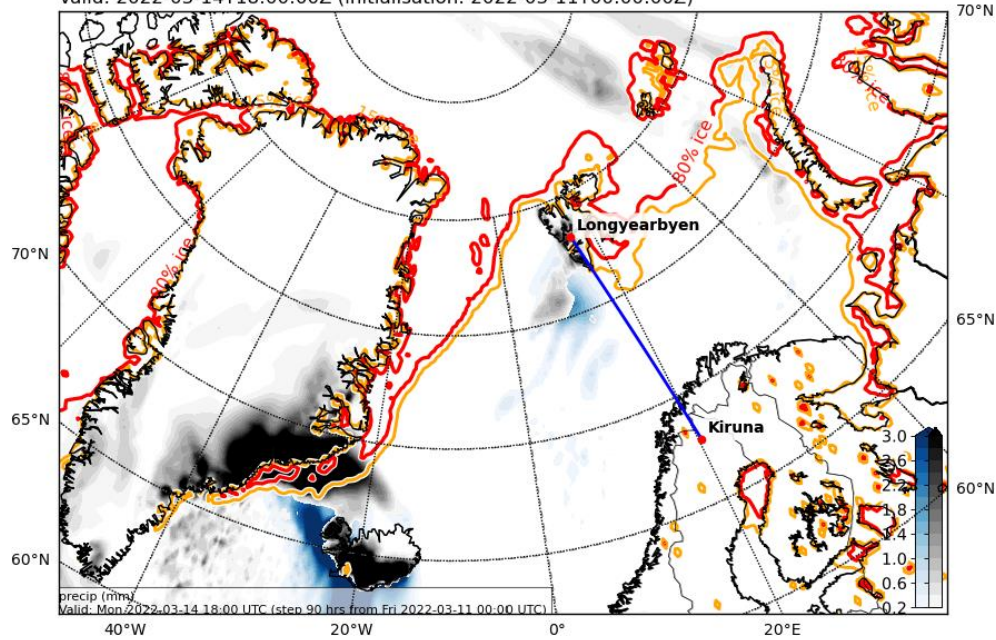 Valid: 2022-03-14T18:00:00Z (initialisation: 2022-03-11T00:00:00Z)
70°N
80% ice
Longyearbyen
70°N
80% ice
65°N
65°N
Kiruna
3.0
2.6
2.2
1.8
1.4
1.0
0.6
0.2
60°N
60°N
precip (mm)
Valid: Mon 2022-03-14 18:00 UTC (step 90 hrs from Fri 2022-03-11 00:00 UTC)
40°W
20°W
0°
20°E